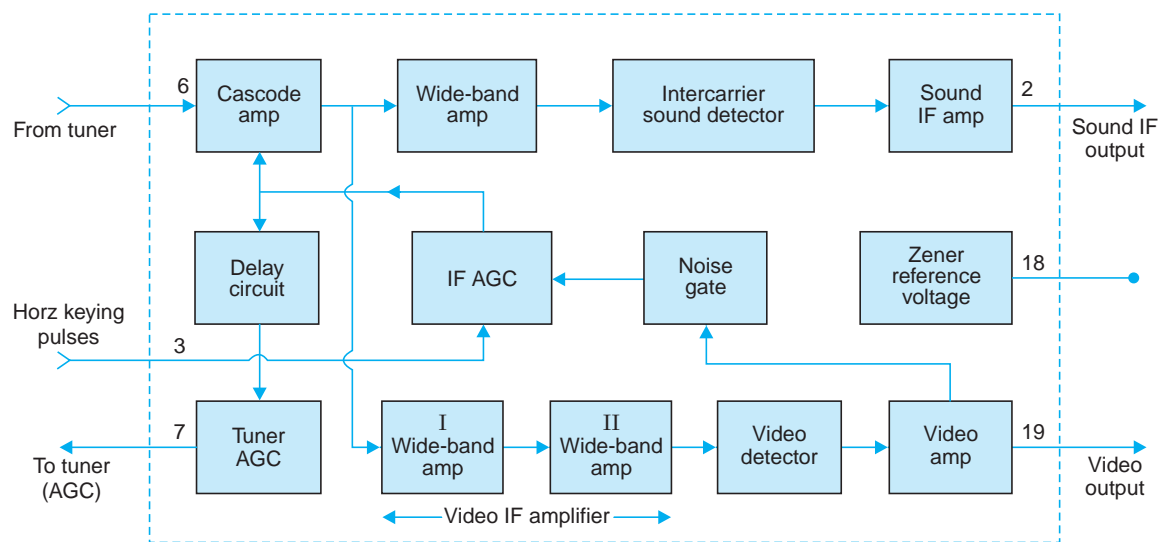 6
Cascode
amp
Wide-band
amp
Intercarrier
sound detector
Sound
IF amp
2
From tuner
Sound IF
output
Delay
circuit
IF AGC
Noise
gate
Zener
reference
voltage
18
Horz keying
pulses
3
7
Tuner
AGC
I
Wide-band
amp
II
Wide-band
amp
Video
detector
Video
amp
19
To tuner
(AGC)
Video
output
Video IF amplifier